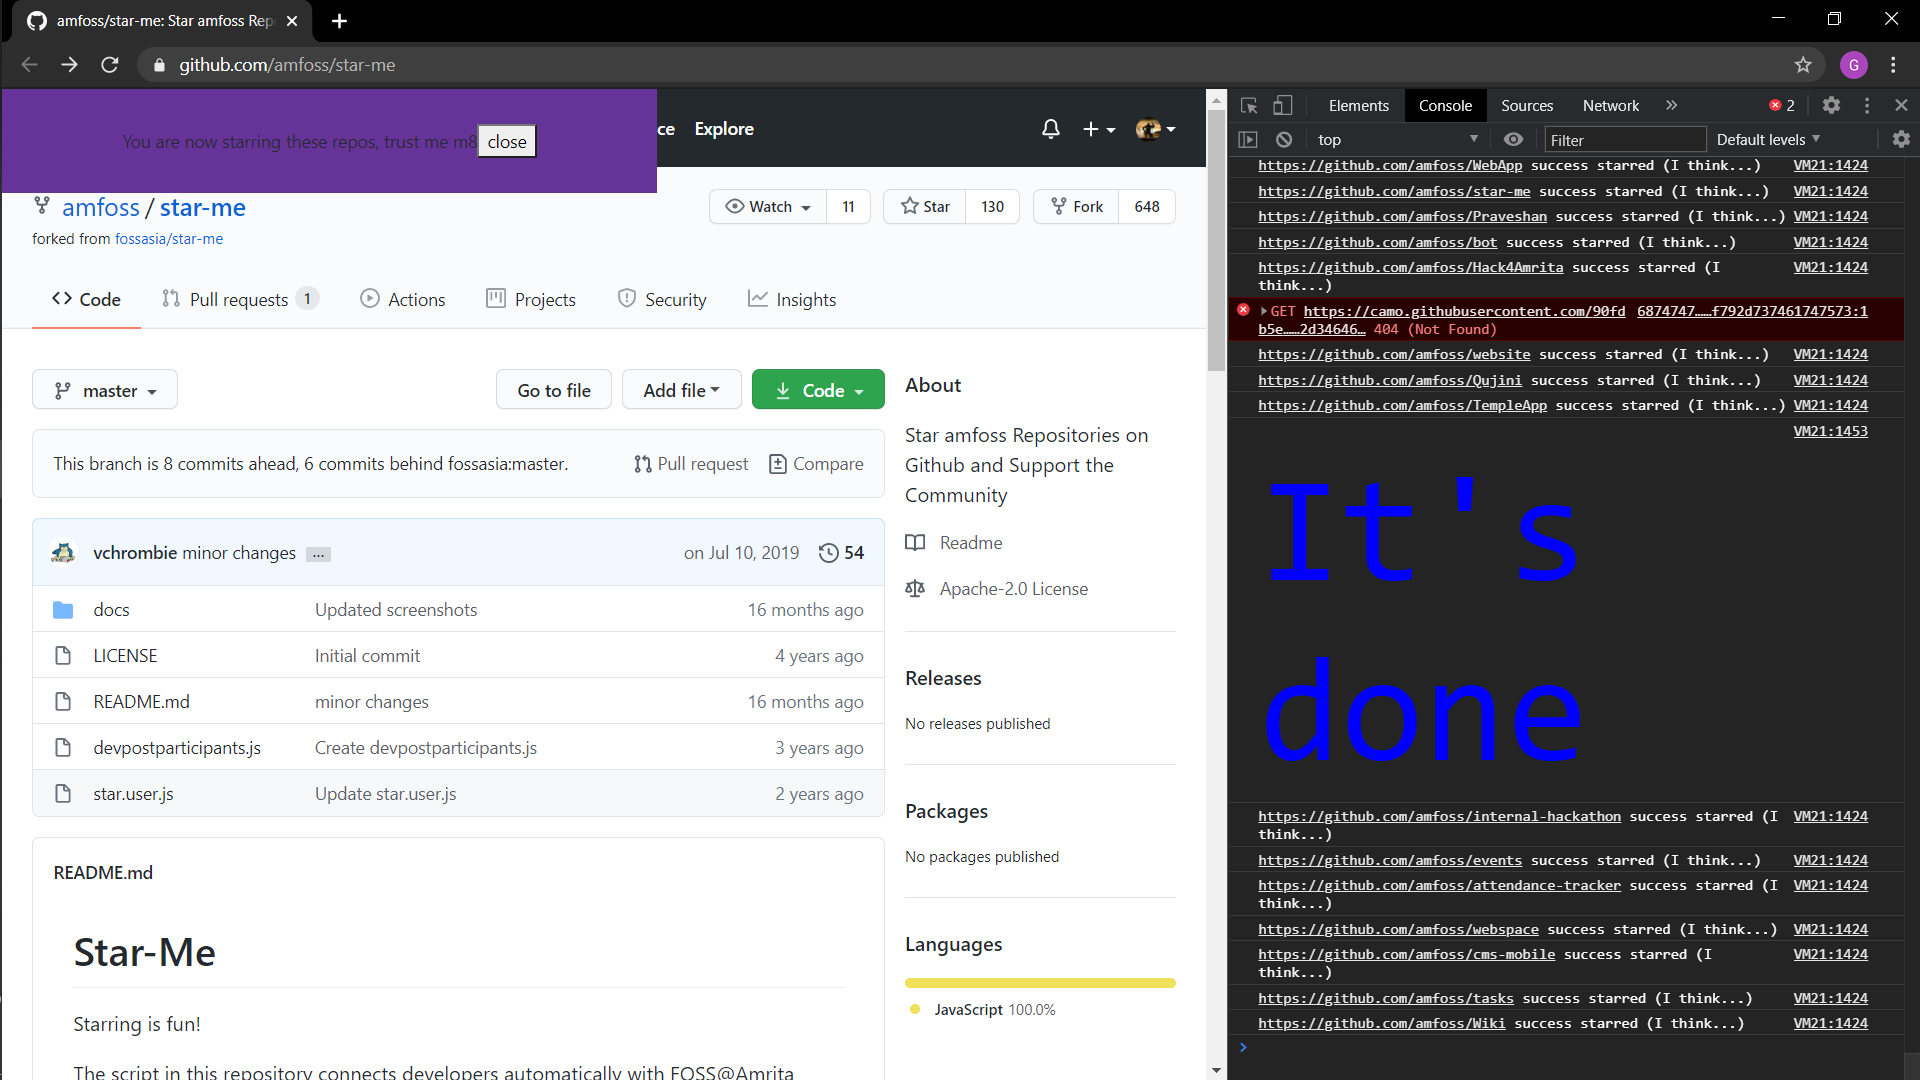 amfoss/star-me: Star amfoss Rep
github.com/amfoss/star-me
G
You are now starring these repos, trust me m8 close
ce Explore
amfoss / star-me
Watch 11 Star 130 Fork 648
forked from fossasia/star-me
Code Pull requests 1 Actions Projects Security Insights
master Go to file Add file Code
This branch is 8 commits ahead, 6 commits behind fossasia:master. Pull request Compare
vchrombie minor changes ... on Jul 10, 2019 54
docs Updated screenshots 16 months ago
LICENSE Initial commit 4 years ago
README.md minor changes 16 months ago
devpostparticipants.js Create devpostparticipants.js 3 years ago
star.user.js Update star.user.js 2 years ago
README.md
Star-Me
Starring is fun!
The script in this repository connects developers automatically with FOSS@Amrita
About
Star amfoss Repositories on
Github and Support the
Community
Readme
Apache-2.0 License
Releases
No releases published
Packages
No packages published
Languages
JavaScript 100.0%
Elements Console Sources Network » 2
top Filter Default levels
https://github.com/amfoss/WebApp success starred (I think...) VM21:1424
https://github.com/amfoss/star-me success starred (I think...) VM21:1424
https://github.com/amfoss/Praveshan success starred (I think...) VM21:1424
https://github.com/amfoss/bot success starred (I think...) VM21:1424
https://github.com/amfoss/Hack4Amrita success starred (I VM21:1424
think...)
GET https://camo.githubusercontent.com/90fd 6874747……f792d737461747573:1
b5e……2d34646… 404 (Not Found)
https://github.com/amfoss/website success starred (I think...) VM21:1424
https://github.com/amfoss/Qujini success starred (I think...) VM21:1424
https://github.com/amfoss/TempleApp success starred (I think...) VM21:1424
VM21:1453
It's
done
https://github.com/amfoss/internal-hackathon success starred (I VM21:1424
think...)
https://github.com/amfoss/events success starred (I think...) VM21:1424
https://github.com/amfoss/attendance-tracker success starred (I VM21:1424
think...)
https://github.com/amfoss/webspace success starred (I think...) VM21:1424
https://github.com/amfoss/cms-mobile success starred (I VM21:1424
think...)
https://github.com/amfoss/tasks success starred (I think...) VM21:1424
https://github.com/amfoss/Wiki success starred (I think...) VM21:1424